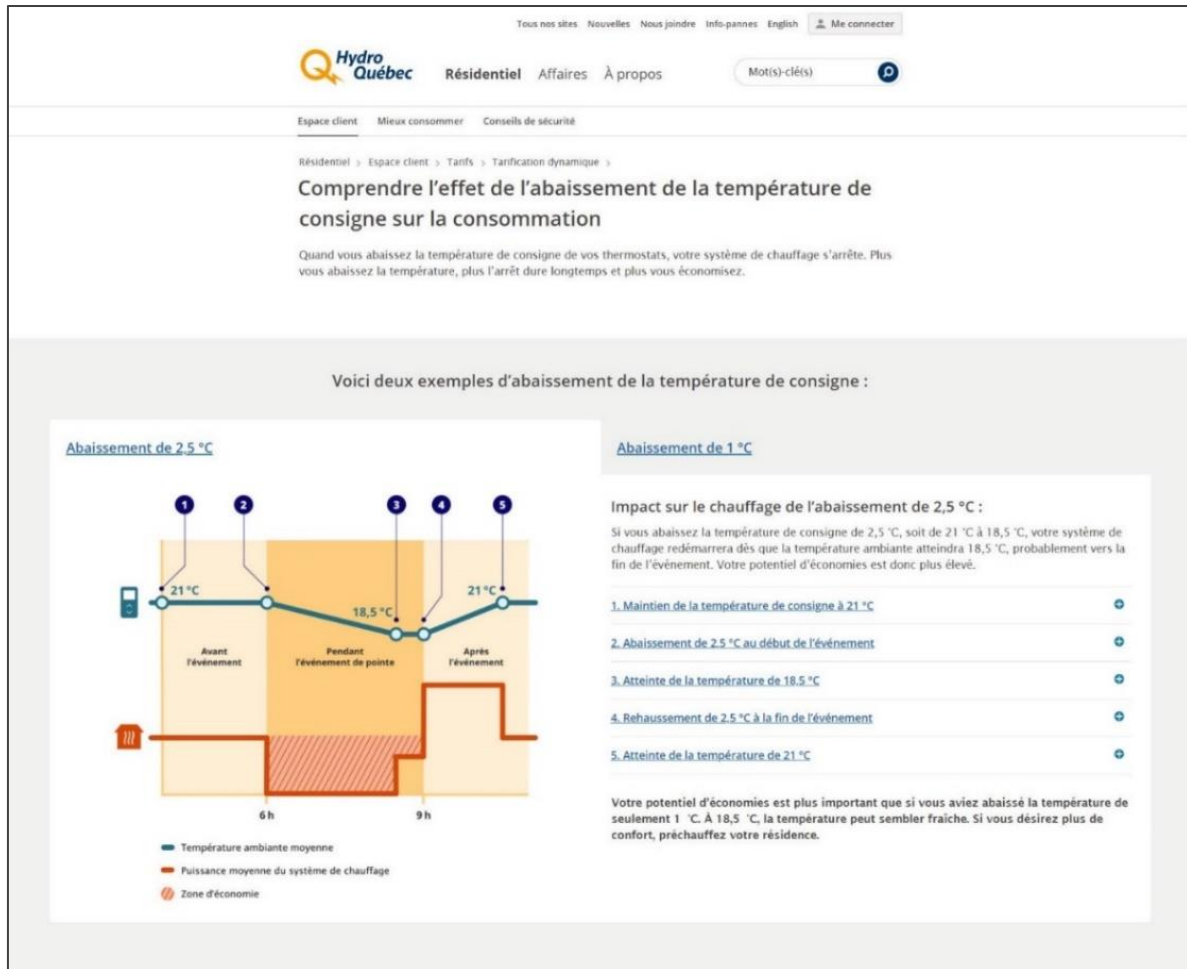 Tous nos sites Nouvelles Nous joindre Info-pannes English Me connecter
Hydro
Québec
Résidentiel Affaires À propos
Mot(s)-clé(s)
Espace client Mieux consommer Conseils de sécurité
Résidentiel > Espace client > Tarifs > Tarification dynamique >
Comprendre l'effet de l'abaissement de la température de
consigne sur la consommation
Quand vous abaissez la température de consigne de vos thermostats, votre système de chauffage s'arrête. Plus
vous abaissez la température, plus l'arrêt dure longtemps et plus vous économisez.
Voici deux exemples d'abaissement de la température de consigne :
Abaissement de 2,5 °C
Abaissement de 1 °C
1 2 3 4 5
21 °C
18,5 °C
21 °C
Avant
l'événement
Pendant
l'événement de pointe
Après
l'événement
6 h
9 h
Température ambiante moyenne
Puissance moyenne du système de chauffage
Zone d'économie
Impact sur le chauffage de l'abaissement de 2,5 °C :
Si vous abaissez la température de consigne de 2,5 °C, soit de 21 °C à 18,5 °C, votre système de
chauffage redémarrera dès que la température ambiante atteindra 18,5 °C, probablement vers la
fin de l'événement. Votre potentiel d'économies est donc plus élevé.
1. Maintien de la température de consigne à 21 °C
2. Abaissement de 2.5 °C au début de l'événement
3. Atteinte de la température de 18.5 °C
4. Rehaussement de 2.5 °C à la fin de l'événement
5. Atteinte de la température de 21 °C
Votre potentiel d'économies est plus important que si vous aviez abaissé la température de
seulement 1 °C. À 18,5 °C, la température peut sembler fraîche. Si vous désirez plus de
confort, préchauffez votre résidence.